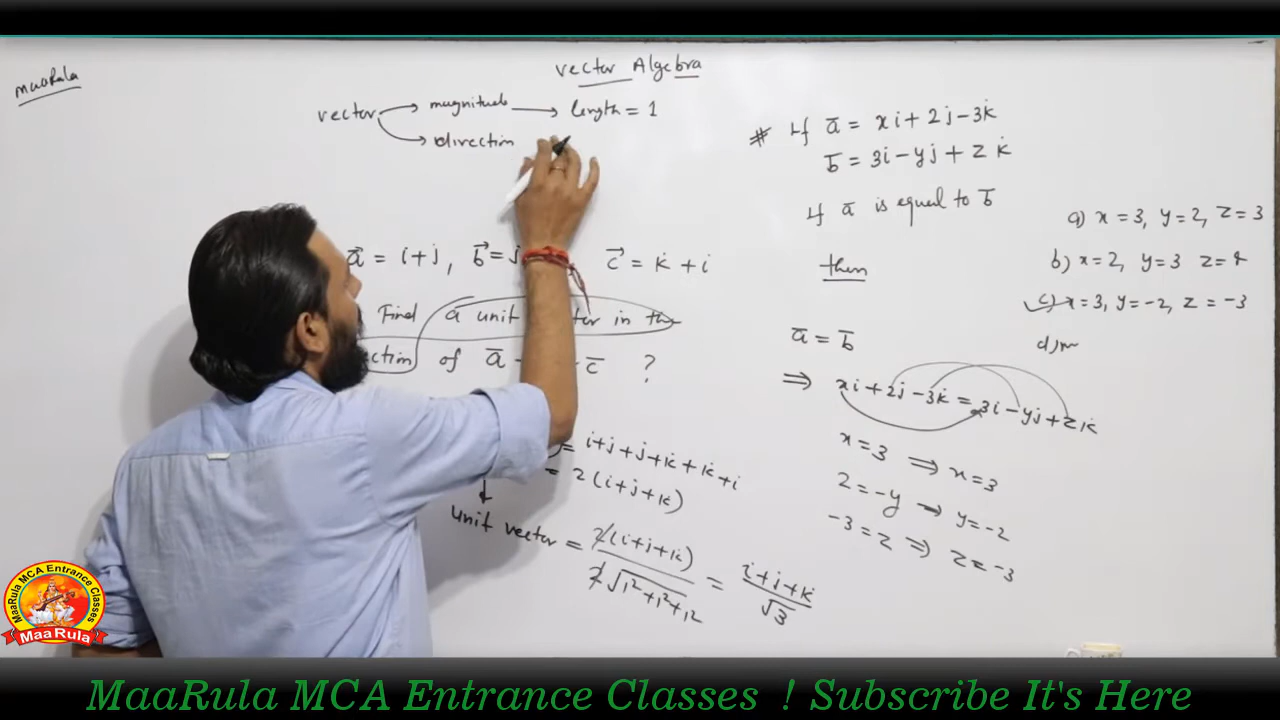 MaaRula
Vector Algebra
vector → magnitude → length = 1
→ direction
a⃗ = i+j, b⃗ = j c⃗ = k + i
Find a unit in the
of a̅ c̅ ?
= i+j+j+k+k+i
= 2(i+j+k)
unit vector = 2(i+j+k) / 2√1²+1²+12 = i+j+k / √3
# If a̅ = xi+2j-3k
b̅ = 3i-yj+zk
If a̅ is equal to b̅
then
a) x=3, y=2, z=3
b) x=2, y=3 z=
c) x=3, y=-2, z=-3
d)
a̅ = b̅
⇒ xi+2j-3k = 3i-yj+zk
x=3 ⇒ x=3
2=-y → y=-2
-3=z ⇒ z=-3
MaaRula MCA Entrance Classes
MaaRula
MaaRula MCA Entrance Classes ! Subscribe It's Here